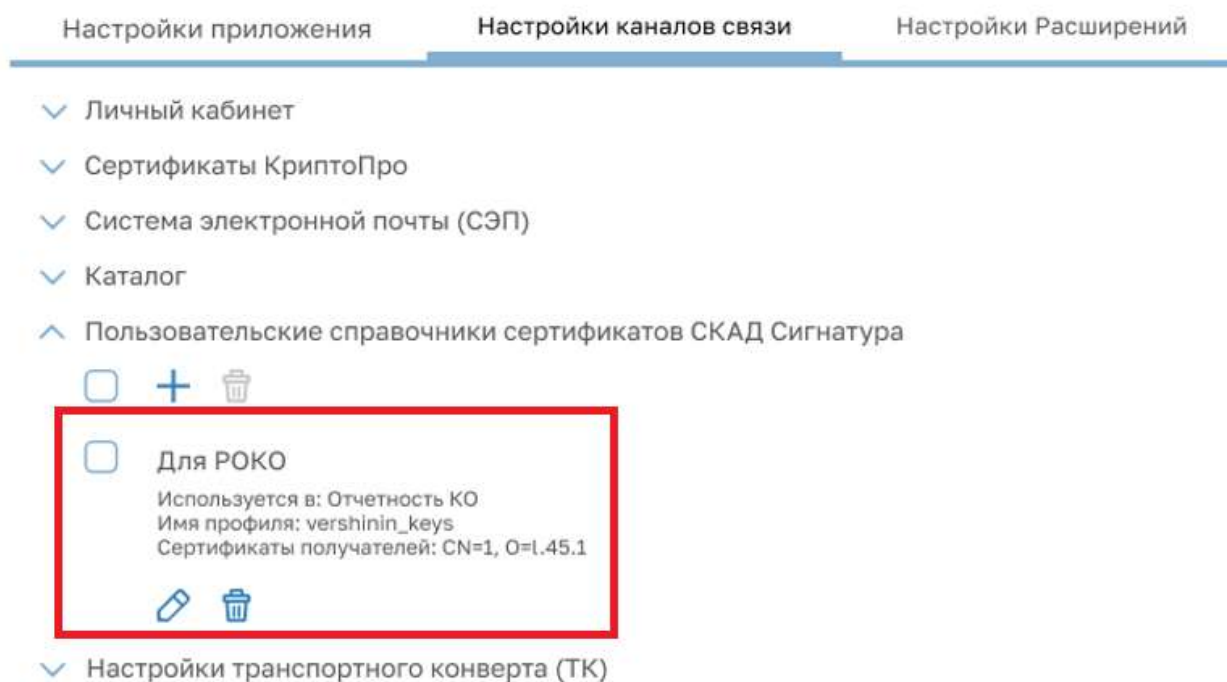 Настройки приложения Настройки каналов связи Настройки Расширений
Личный кабинет
Сертификаты КриптоПро
Система электронной почты (СЭП)
Каталог
Пользовательские справочники сертификатов СКАД Сигнатура
Для РОКО
Используется в: Отчетность КО
Имя профиля: vershinin_keys
Сертификаты получателей: CN=1, O=l.45.1
Настройки транспортного конверта (ТК)